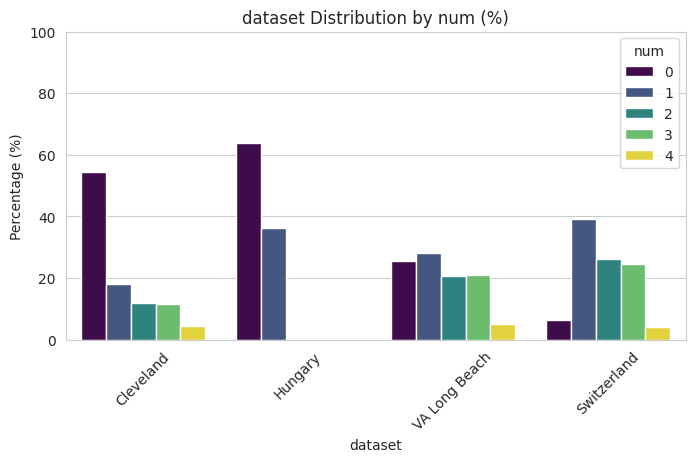 dataset Distribution by num (%)
num
0
1
2
3
4
100
80
60
40
20
0
Percentage (%)
Cleveland
Hungary
VA Long Beach
Switzerland
dataset